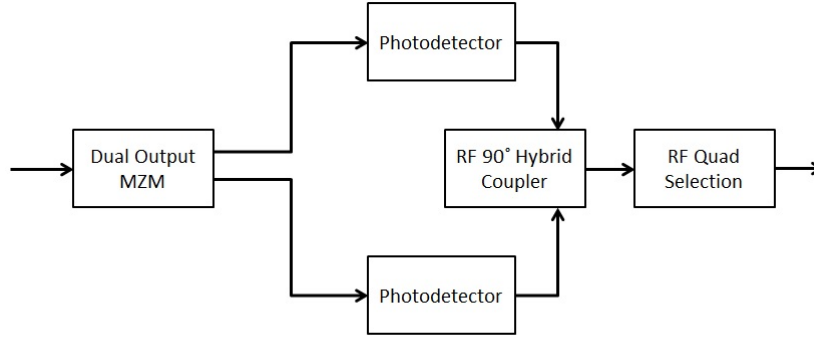 Photodetector
Dual Output
MZM
RF 90˚ Hybrid
Coupler
RF Quad
Selection
Photodetector